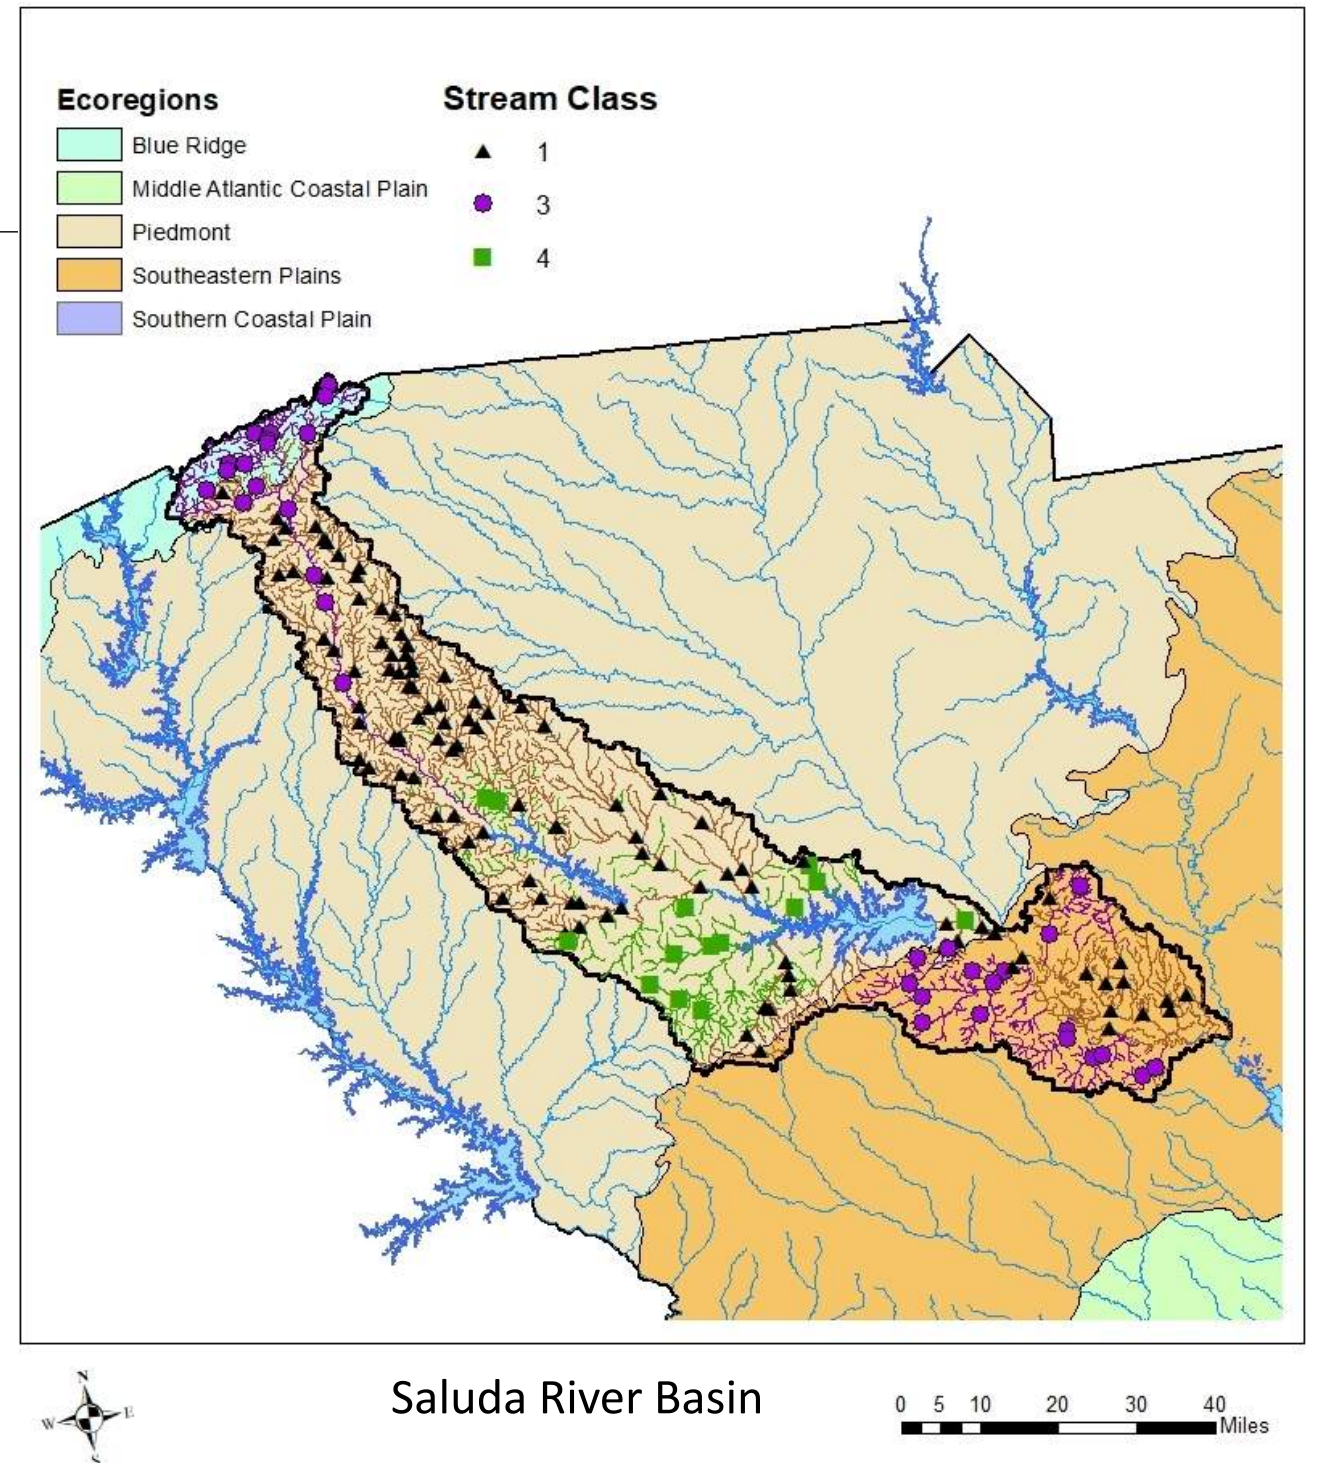 Ecoregions
Blue Ridge
Middle Atlantic Coastal Plain
Piedmont
Southeastern Plains
Southern Coastal Plain
Stream Class
1
3
4
N
W E
S
Saluda River Basin
0 5 10 20 30 40
Miles